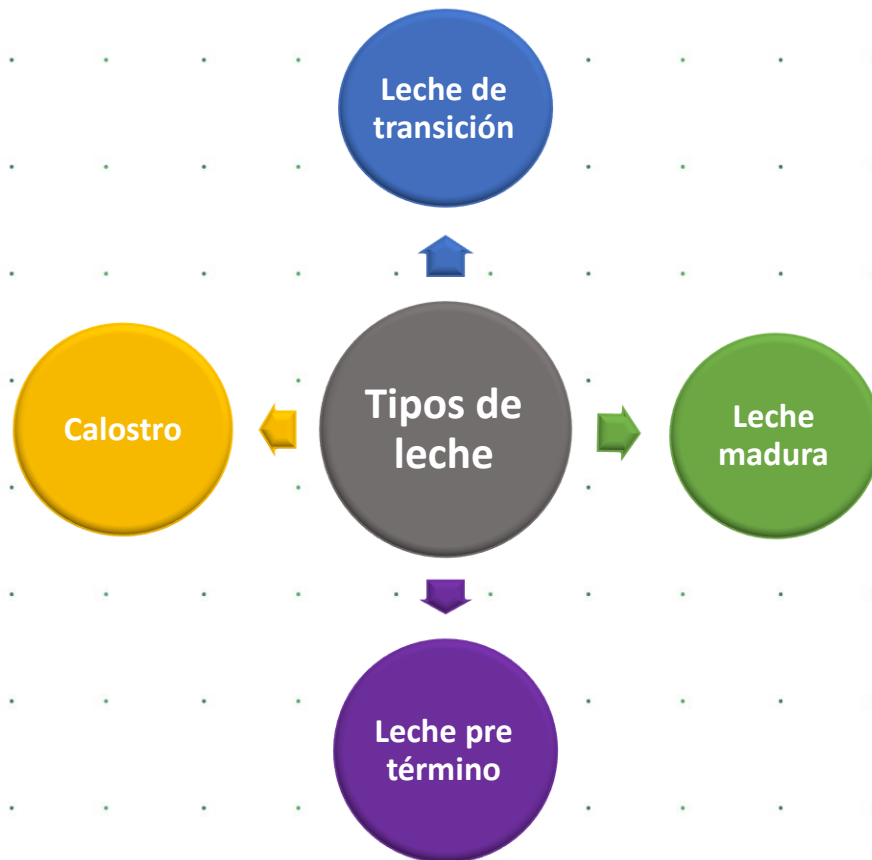 Leche de
transición
Calostro
Tipos de
leche
Leche
madura
Leche pre
término